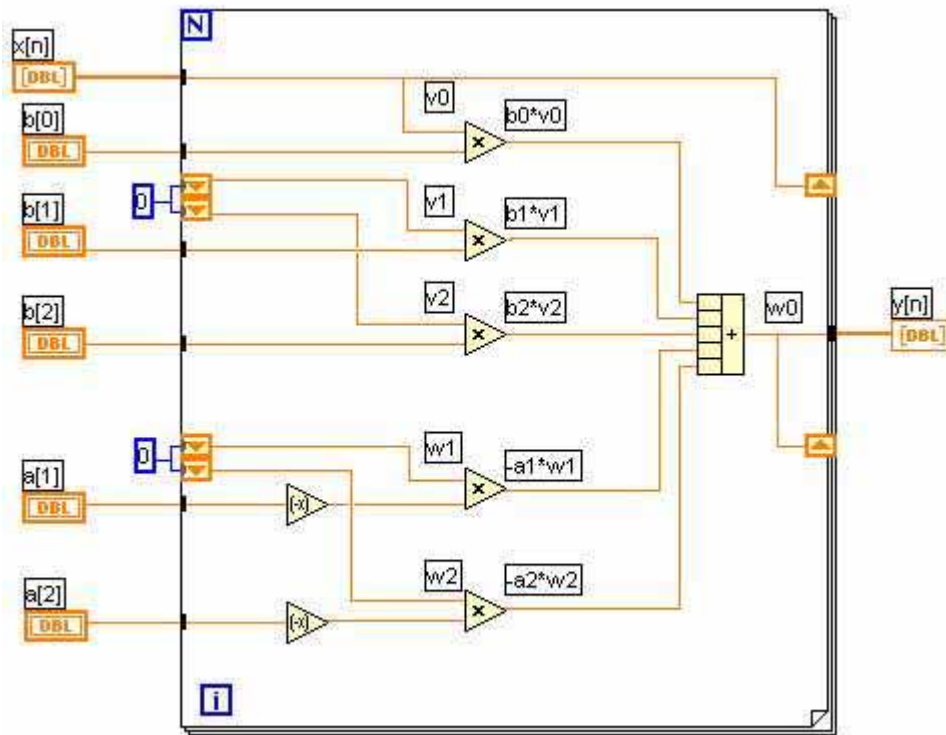 N
x[n]
[DBL]
v0
b0*v0
b[0]
DBL
×
0
b[1]
DBL
v1
b1*v1
×
b[2]
DBL
v2
b2*v2
×
+
w0
y[n]
[DBL]
0
a[1]
DBL
(-x)
w1
-a1*w1
×
a[2]
DBL
(-x)
w2
-a2*w2
×
i